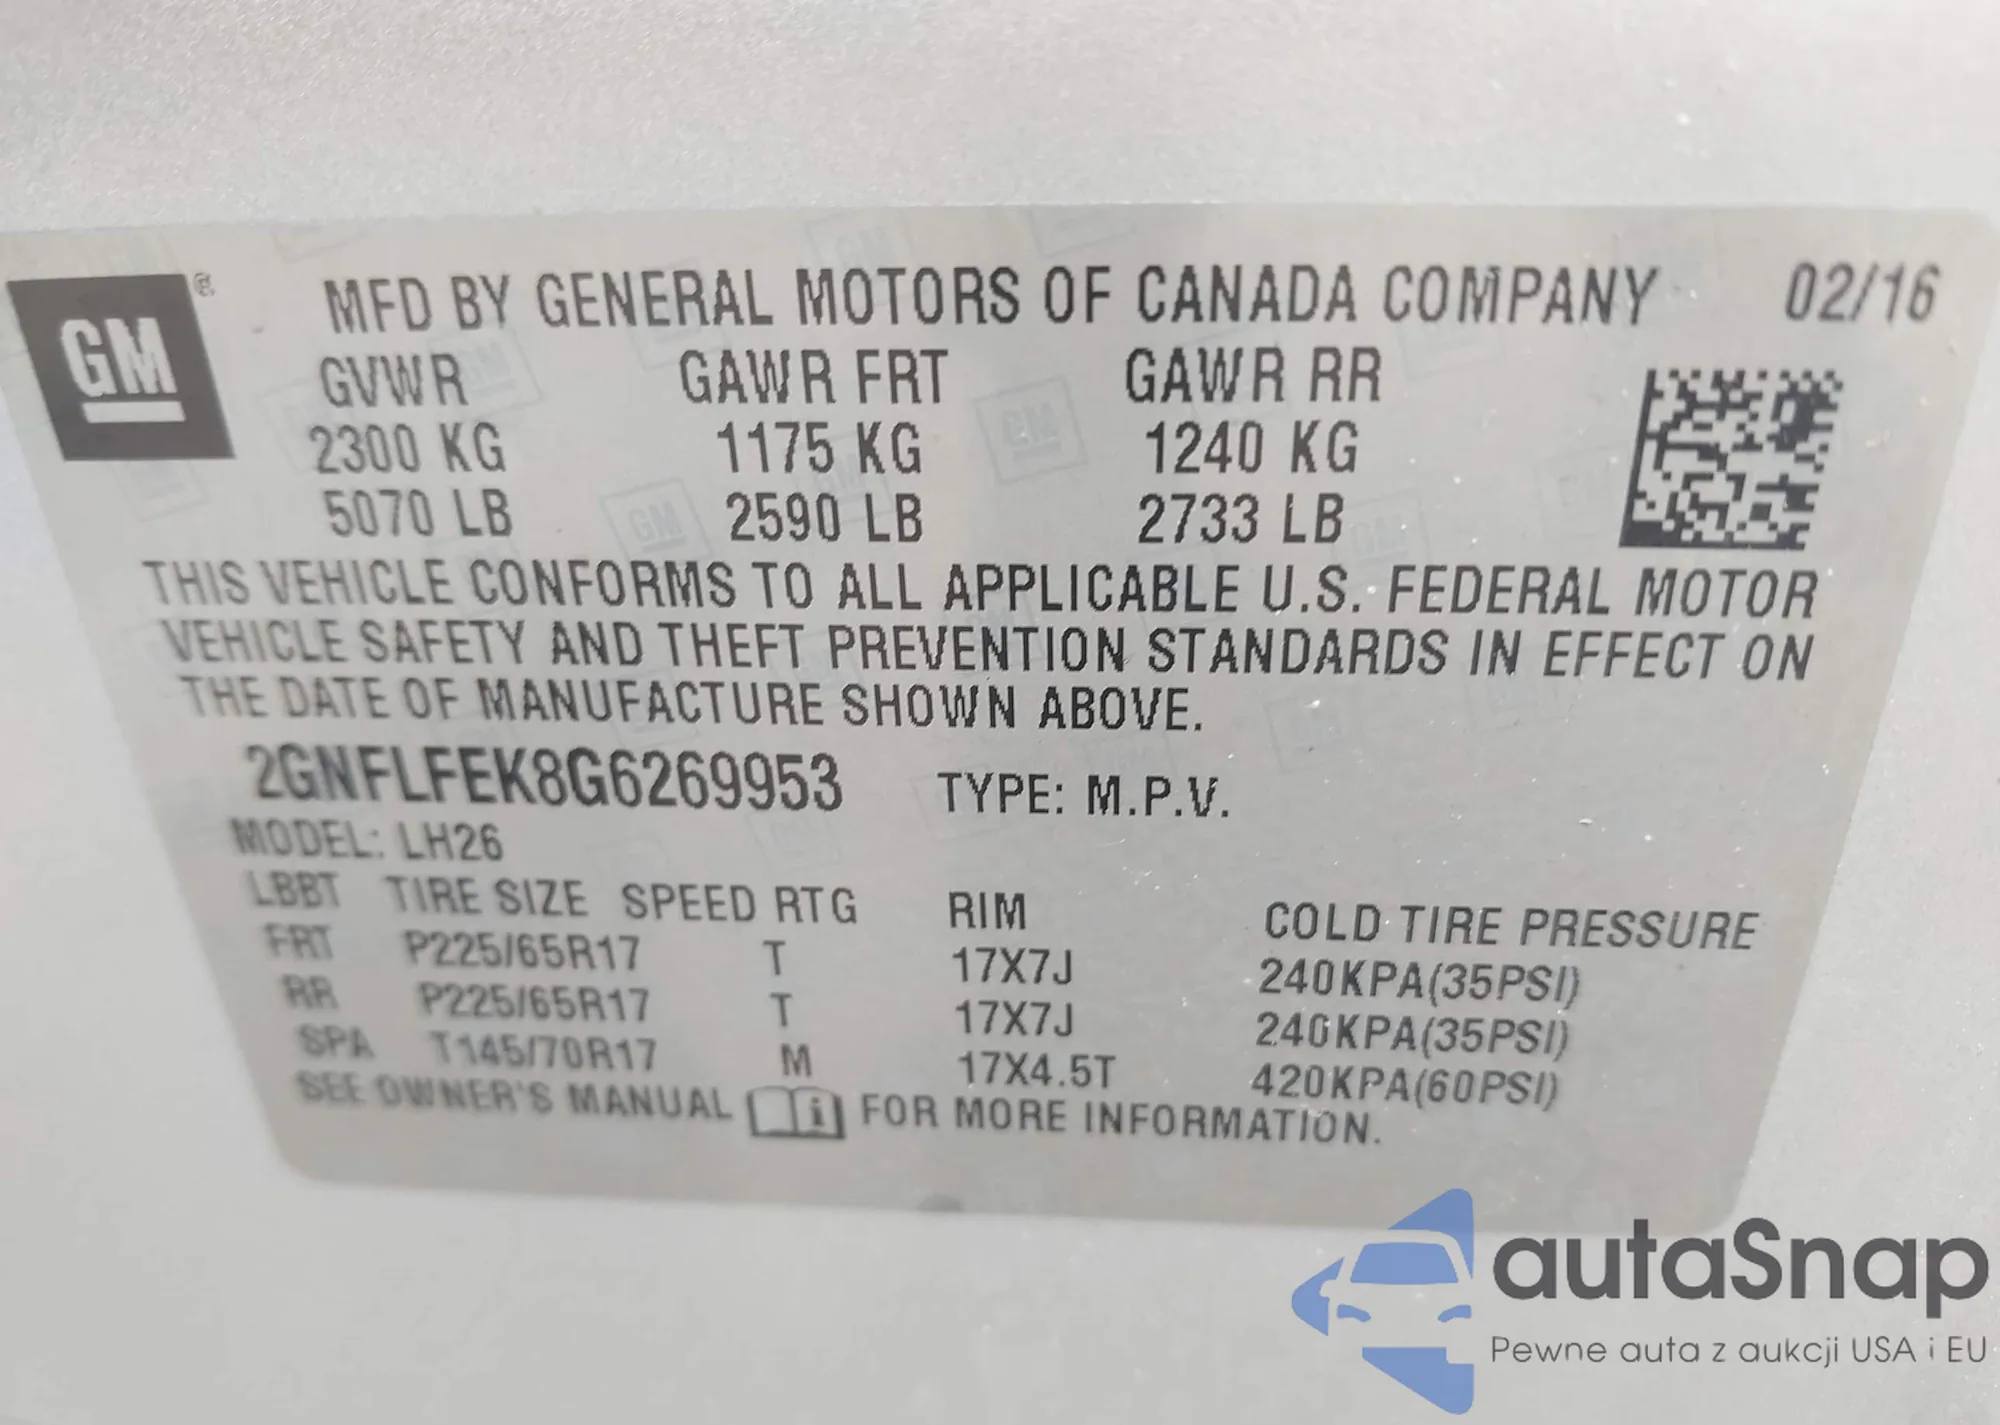 GM ®
MFD BY GENERAL MOTORS OF CANADA COMPANY 02/16
GVWR GAWR FRT GAWR RR
2300 KG 1175 KG 1240 KG
5070 LB 2590 LB 2733 LB
THIS VEHICLE CONFORMS TO ALL APPLICABLE U.S. FEDERAL MOTOR
VEHICLE SAFETY AND THEFT PREVENTION STANDARDS IN EFFECT ON
THE DATE OF MANUFACTURE SHOWN ABOVE.
2GNFLFEK8G6269953 TYPE: M.P.V.
MODEL: LH26
LBBT TIRE SIZE SPEED RTG RIM COLD TIRE PRESSURE
FRT P225/65R17 T 17X7J 240KPA(35PSI)
RR P225/65R17 T 17X7J 240KPA(35PSI)
SPA T145/70R17 M 17X4.5T 420KPA(60PSI)
SEE OWNER'S MANUAL i FOR MORE INFORMATION.
autaSnap
Pewne auta z aukcji USA i EU